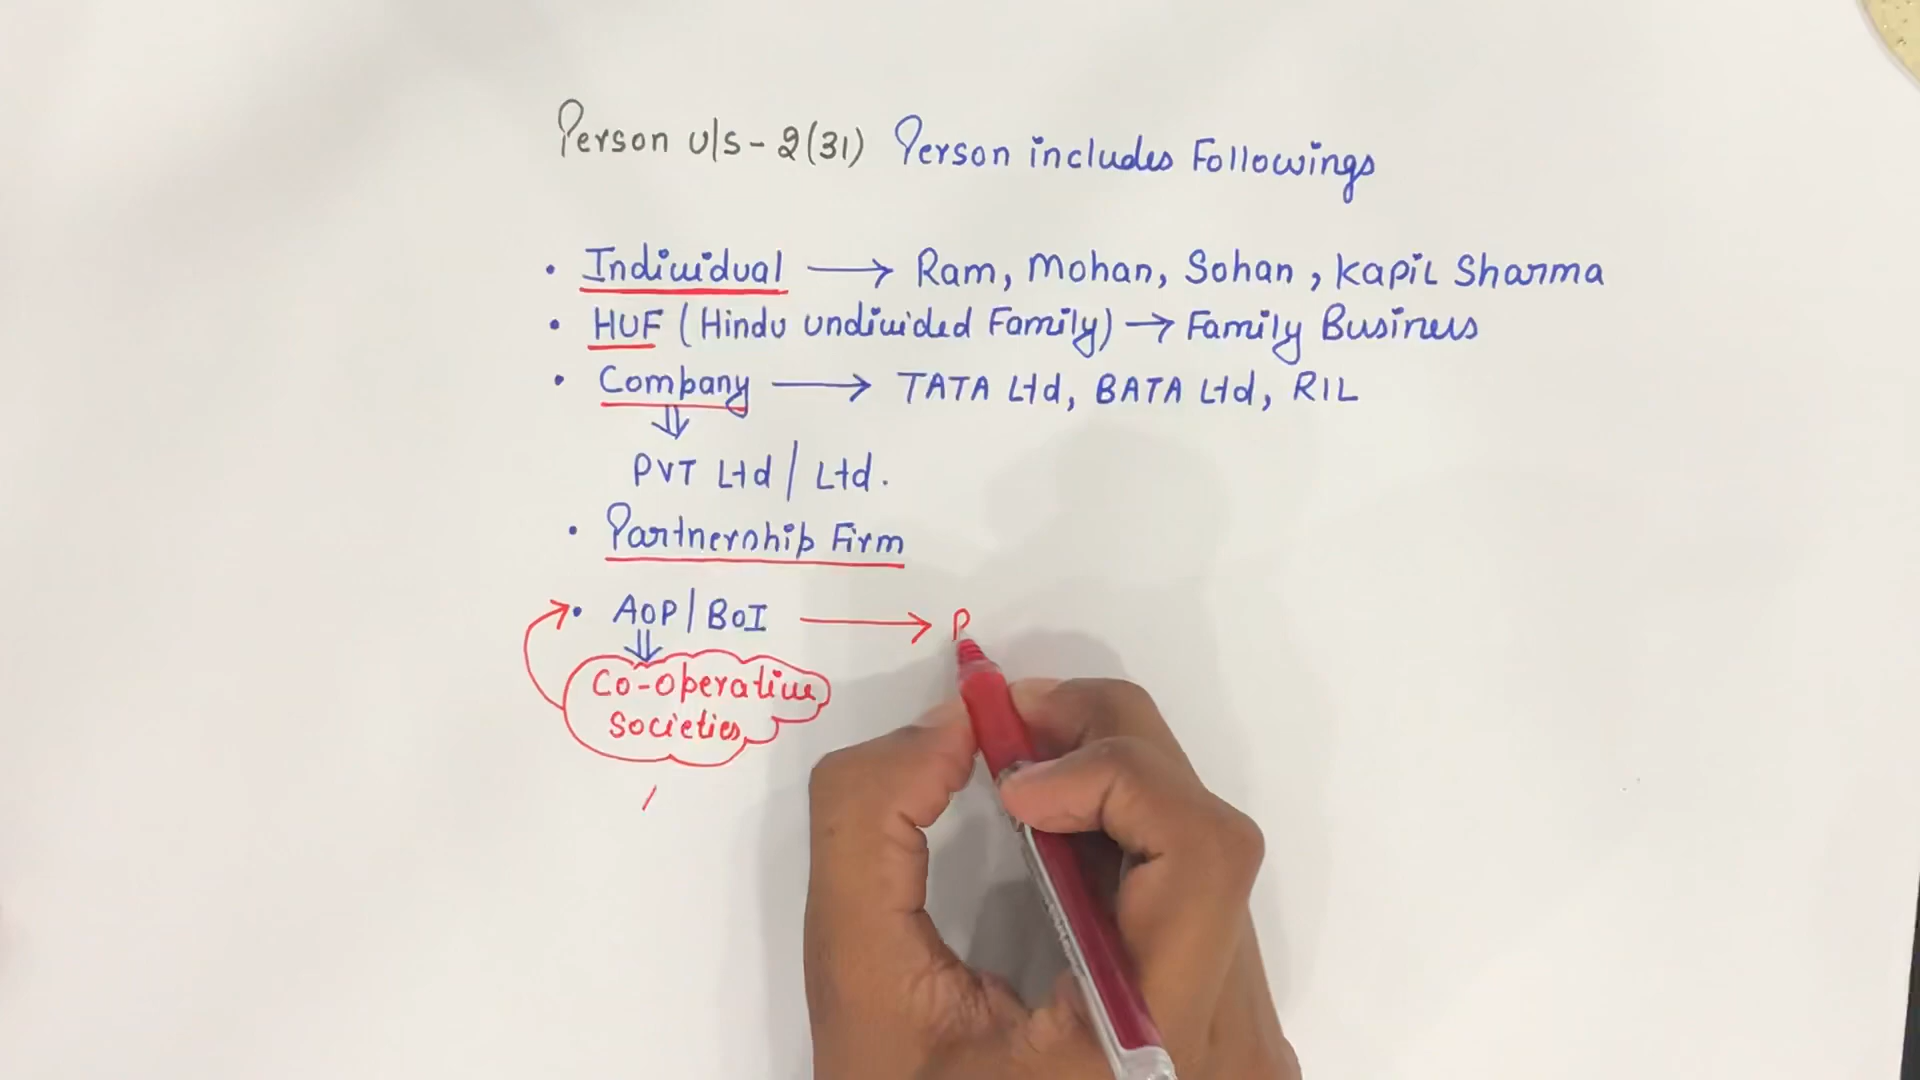 Person U/S - 2(31) Person includes Followings
• Individual → Ram, Mohan, Sohan, Kapil Sharma
• HUF (Hindu undivided Family) → Family Business
• Company → TATA Ltd, BATA Ltd, RIL
⇓
PVT Ltd / Ltd.
• Partnership Firm
• AOP/BOI → P
⇓
Co-operative
Societies